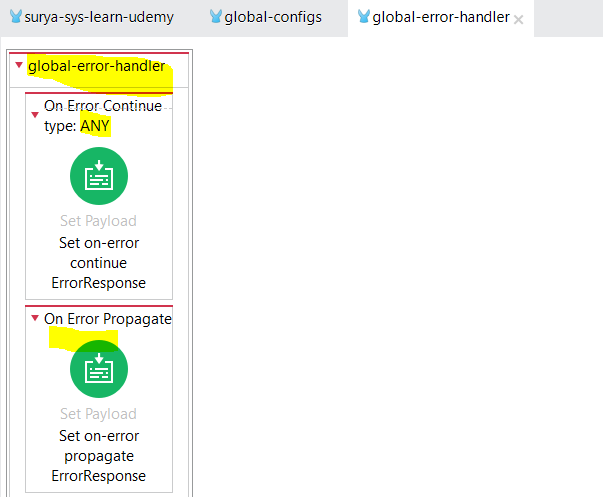 surya-sys-learn-udemy
global-configs
global-error-handler
global-error-handler
On Error Continue
type: ANY
Set Payload
Set on-error
continue
ErrorResponse
On Error Propagate
Set Payload
Set on-error
propagate
ErrorResponse